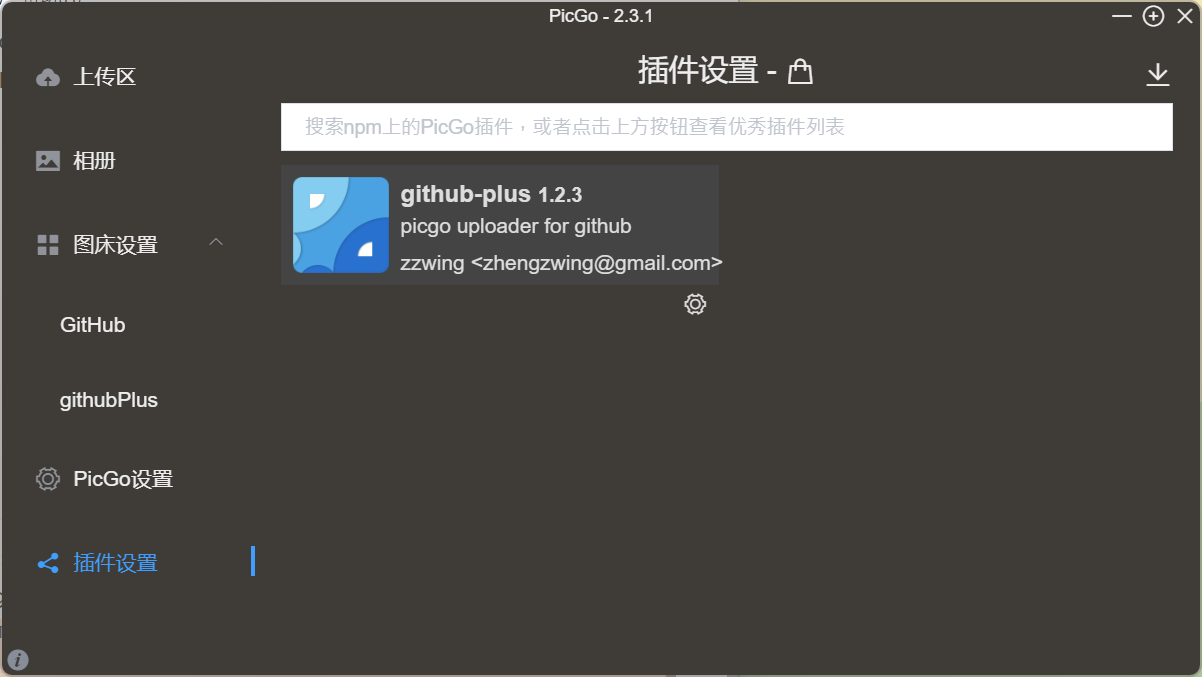 PicGo - 2.3.1
上传区
相册
图床设置
GitHub
githubPlus
PicGo设置
插件设置
插件设置 -
搜索npm上的PicGo插件，或者点击上方按钮查看优秀插件列表
github-plus 1.2.3
picgo uploader for github
zzwing <zhengzwing@gmail.com>